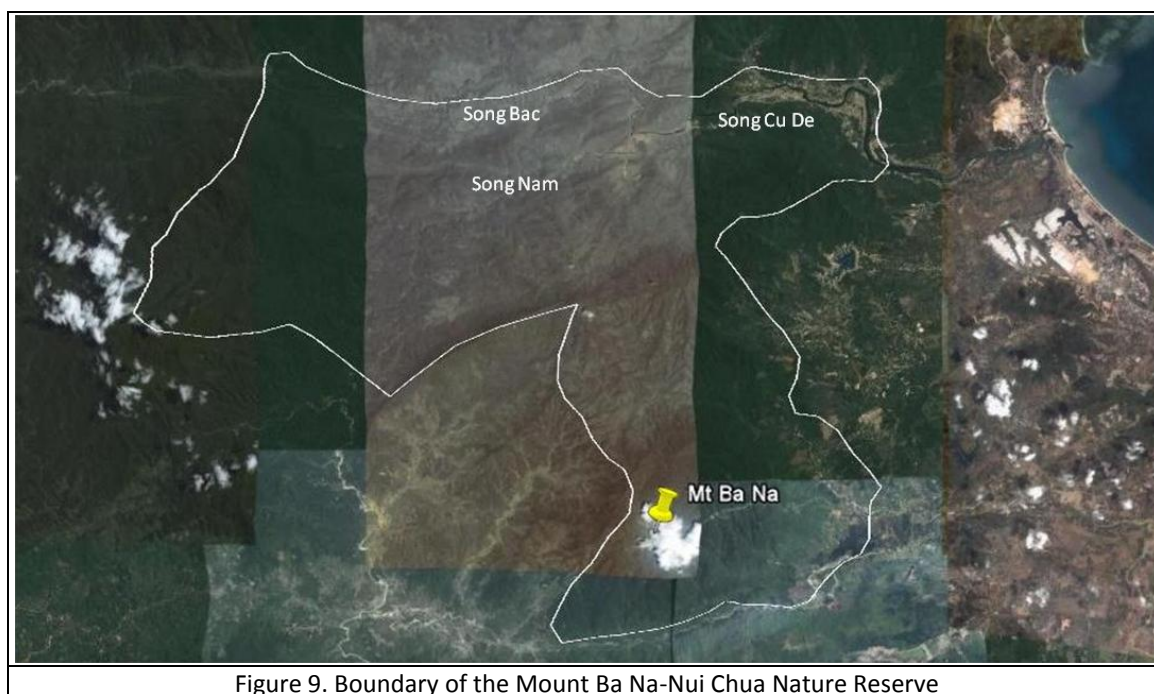 Song Bac
Song Cu De
Song Nam
Mt Ba Na
Figure 9. Boundary of the Mount Ba Na-Nui Chua Nature Reserve